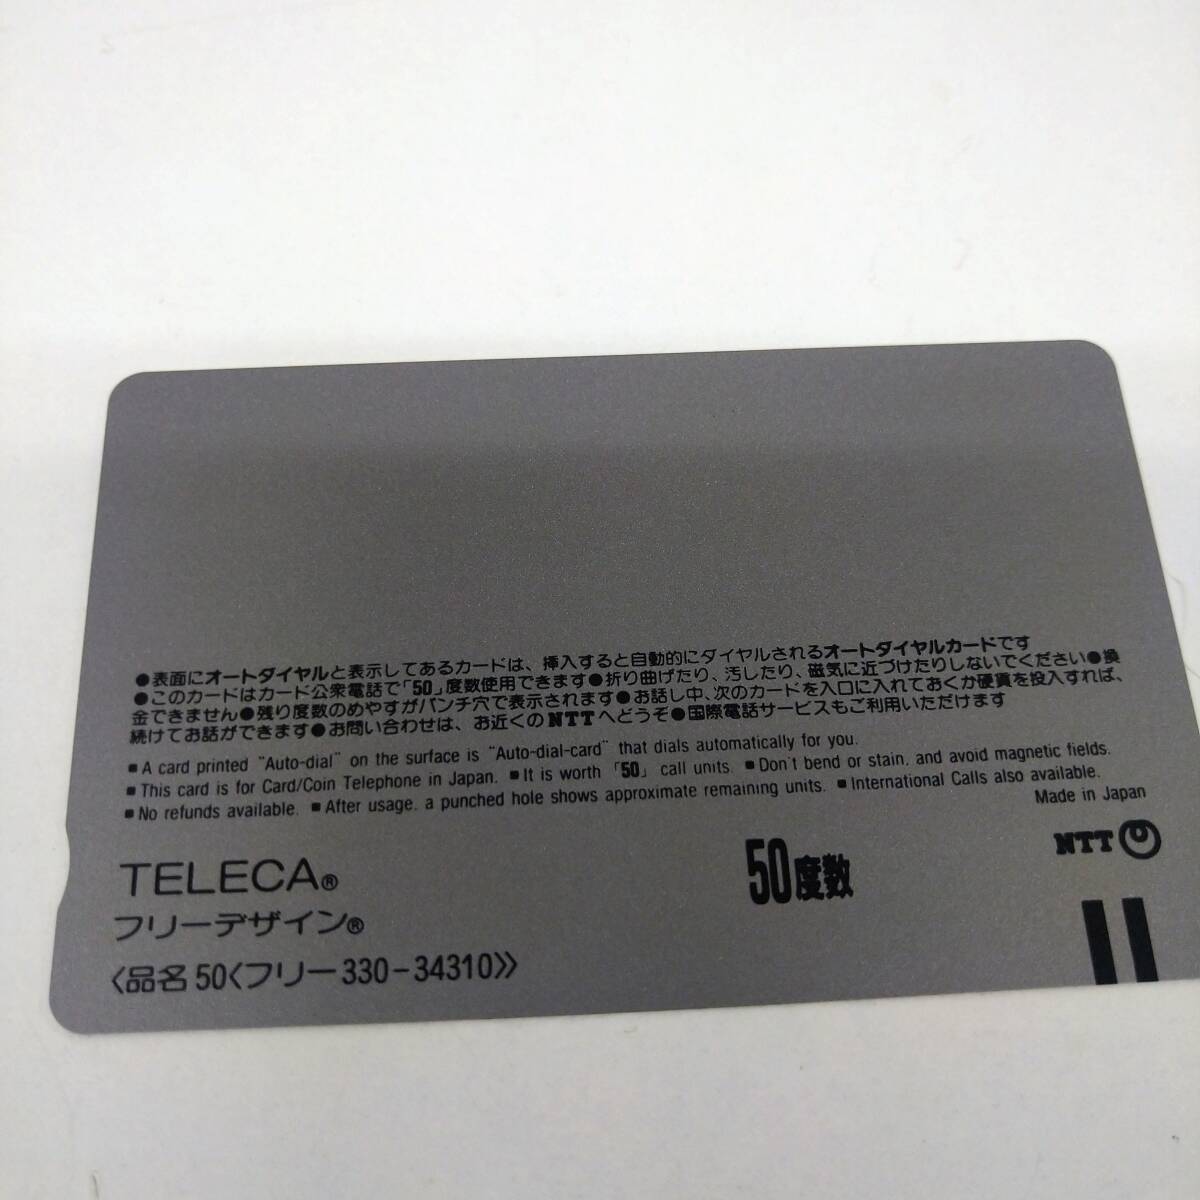 ●表面にオートダイヤルと表示してあるカードは、挿入すると自動的にダイヤルされるオートダイヤルカードです
●このカードはカード公衆電話で「50」度数使用できます●折り曲げたり、汚したり、磁気に近づけたりしないでください●換
金できません●残り度数のめやすがパンチ穴で表示されます●お話し中、次のカードを入口に入れておくか硬貨を投入すれば、
続けてお話ができます●お問い合わせは、お近くのNTTへどうぞ●国際電話サービスもご利用いただけます
■A card printed "Auto-dial" on the surface is "Auto-dial-card" that dials automatically for you.
■This card is for Card/Coin Telephone in Japan. ■It is worth 「50」 call units. ■Don't bend or stain, and avoid magnetic fields.
■No refunds available. ■After usage, a punched hole shows approximate remaining units. ■International Calls also available.
Made in Japan
TELECA®
50度数
NTT
フリーデザイン®
〈品名50〈フリー330-34310〉〉